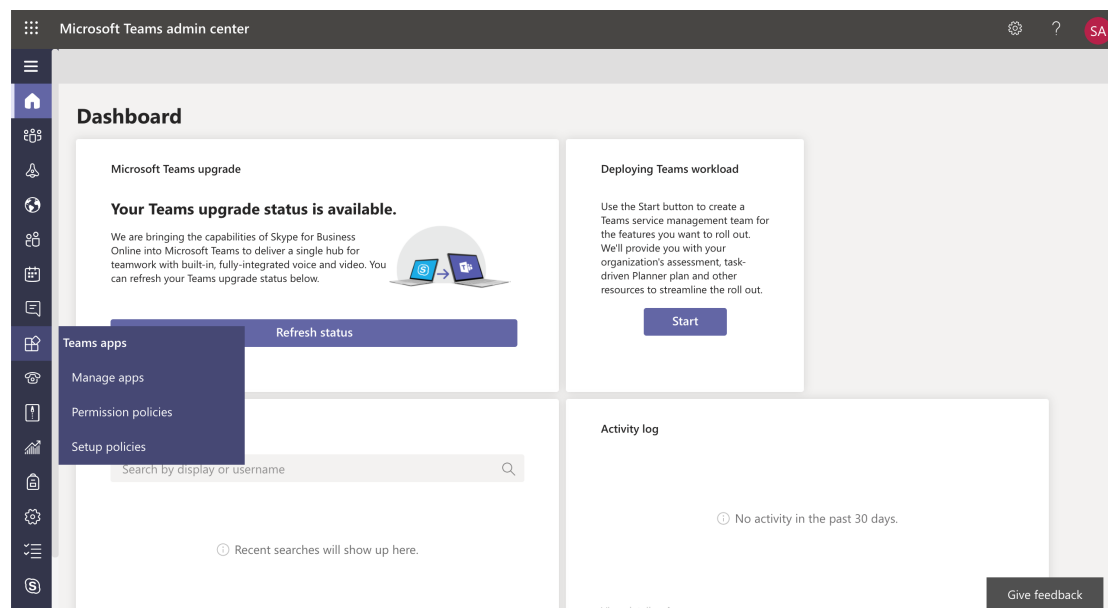 Microsoft Teams admin center
?
SA
Dashboard
Microsoft Teams upgrade
Your Teams upgrade status is available.
We are bringing the capabilities of Skype for Business
Online into Microsoft Teams to deliver a single hub for
teamwork with built-in, fully-integrated voice and video. You
can refresh your Teams upgrade status below.
Refresh status
Deploying Teams workload
Use the Start button to create a
Teams service management team for
the features you want to roll out.
We'll provide you with your
organization's assessment, task-
driven Planner plan and other
resources to streamline the roll out.
Start
Teams apps
Manage apps
Permission policies
Setup policies
Search by display or username
Recent searches will show up here.
Activity log
No activity in the past 30 days.
Give feedback